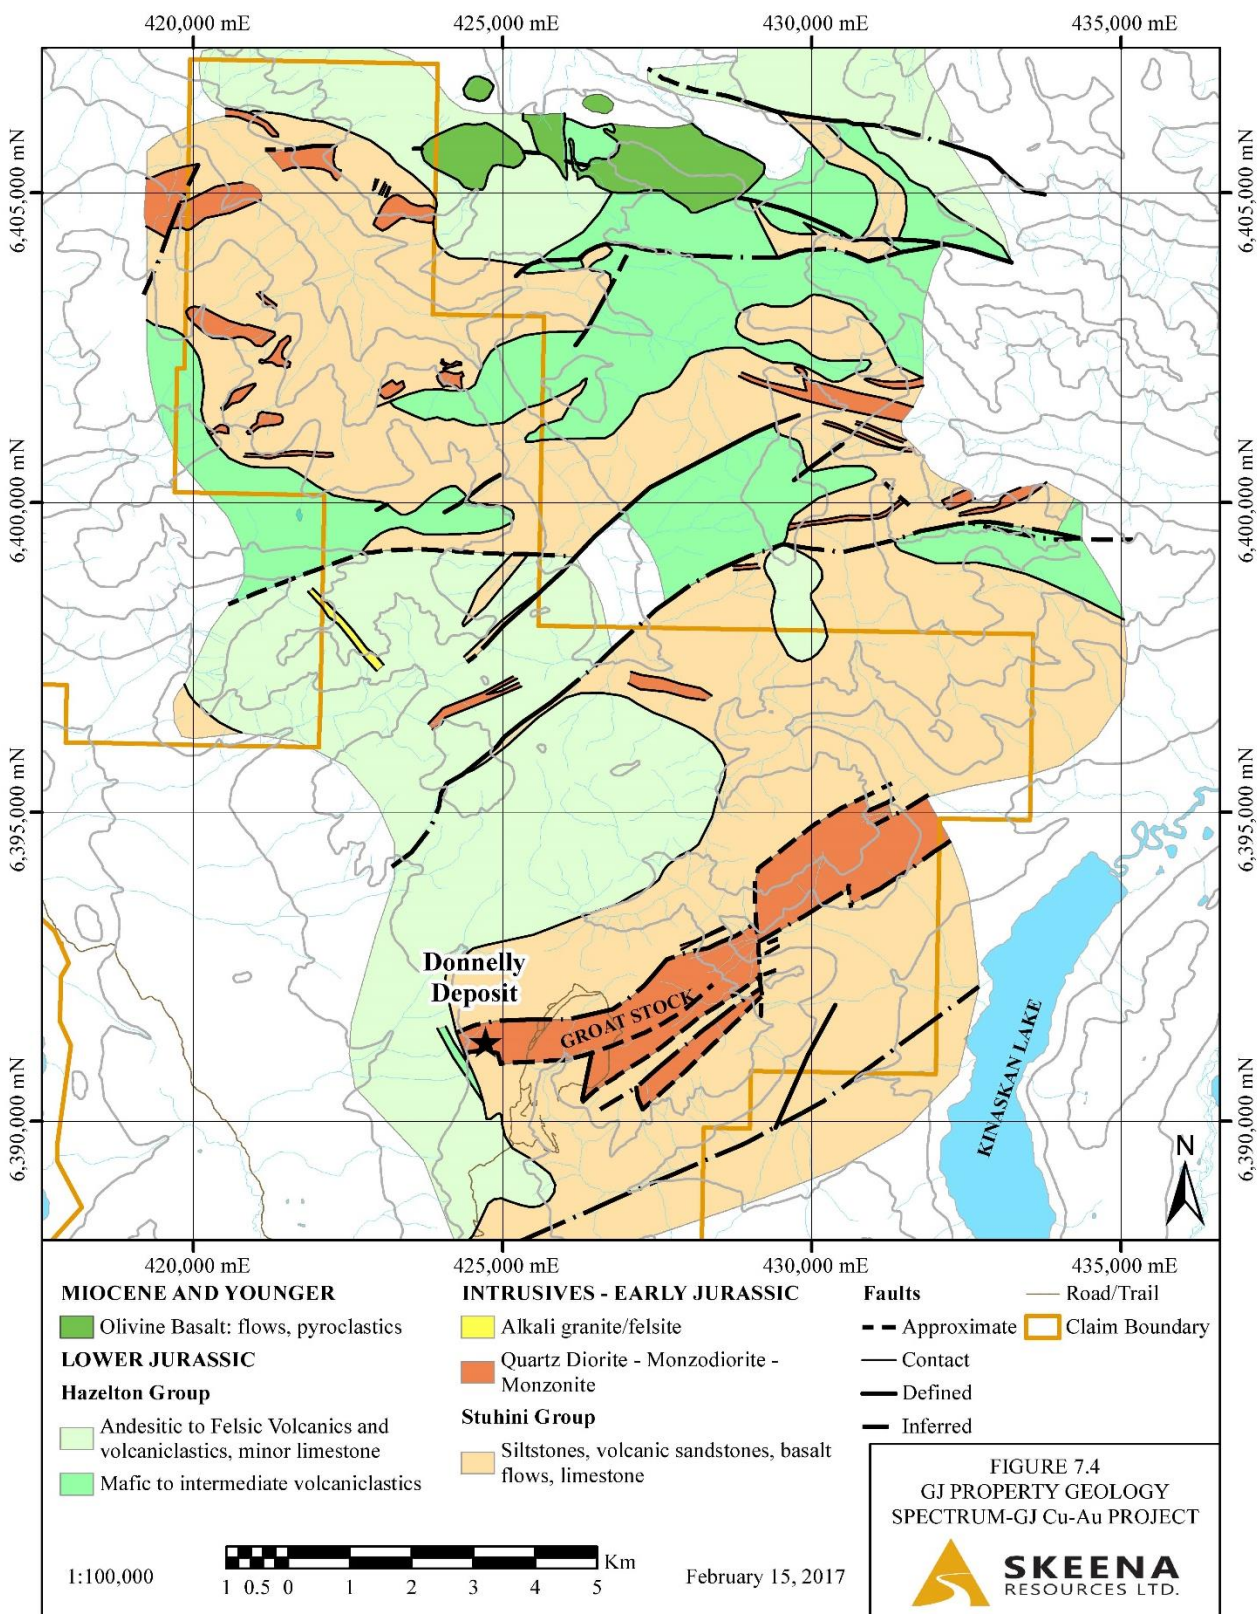 420,000 mE
425,000 mE
430,000 mE
435,000 mE
6,405,000 mN
6,405,000 mN
6,400,000 mN
6,400,000 mN
6,395,000 mN
6,395,000 mN
Donnelly
Deposit
GROAT STOCK
KINASKAN LAKE
6,390,000 mN
6,390,000 mN
N
420,000 mE
425,000 mE
430,000 mE
435,000 mE
MIOCENE AND YOUNGER
Olivine Basalt: flows, pyroclastics
LOWER JURASSIC
Hazelton Group
Andesitic to Felsic Volcanics and
volcaniclastics, minor limestone
Mafic to intermediate volcaniclastics
INTRUSIVES - EARLY JURASSIC
Alkali granite/felsite
Quartz Diorite - Monzodiorite -
Monzonite
Stuhini Group
Siltstones, volcanic sandstones, basalt
flows, limestone
Faults
Approximate
Contact
Defined
Inferred
Road/Trail
Claim Boundary
1:100,000
Km
1 0.5 0 1 2 3 4 5
February 15, 2017
FIGURE 7.4
GJ PROPERTY GEOLOGY
SPECTRUM-GJ Cu-Au PROJECT
SKEENA
RESOURCES LTD.